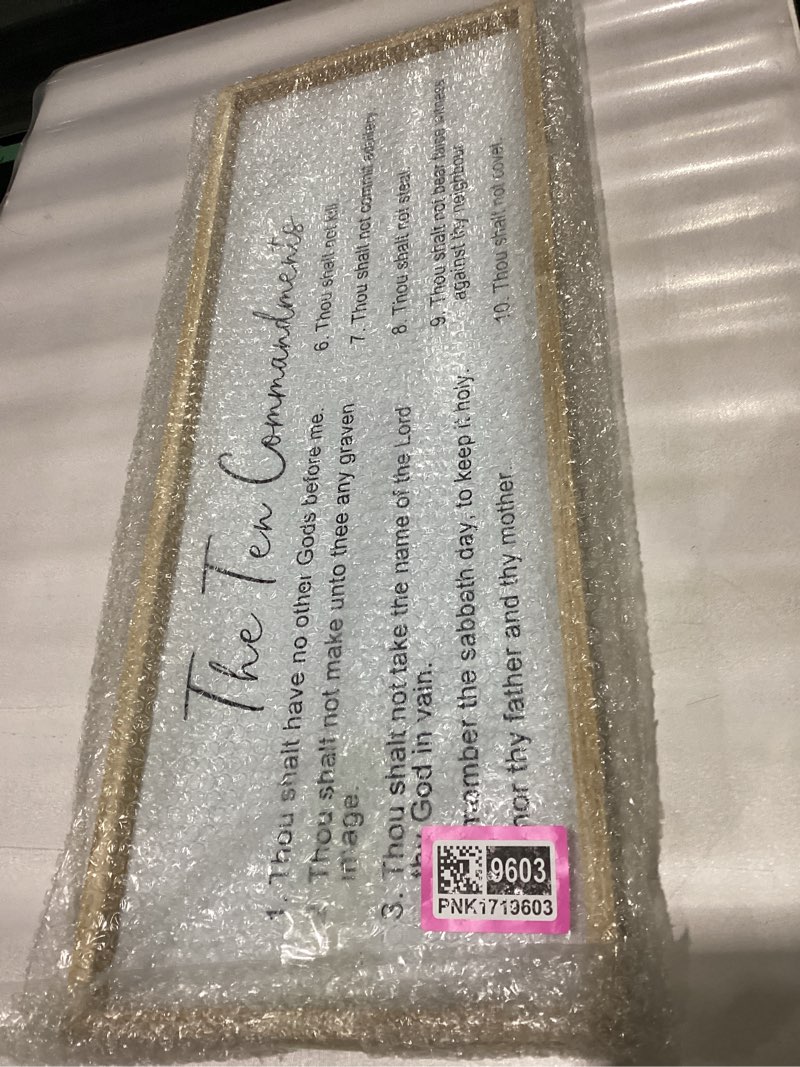 The Ten Commandments
1. Thou shalt have no other Gods before me.
2. Thou shalt not make unto thee any graven
image.
3. Thou shalt not take the name of the Lord
thy God in vain.
member the sabbath day, to keep it holy.
nor thy father and thy mother
6. Thou shalt not kill.
7. Thou shalt not commit adultery.
8. Thou shalt not steal.
9. Thou shalt not bear false witness
against thy neighbour
10. Thou shall not covet.
9603
PNK1719603